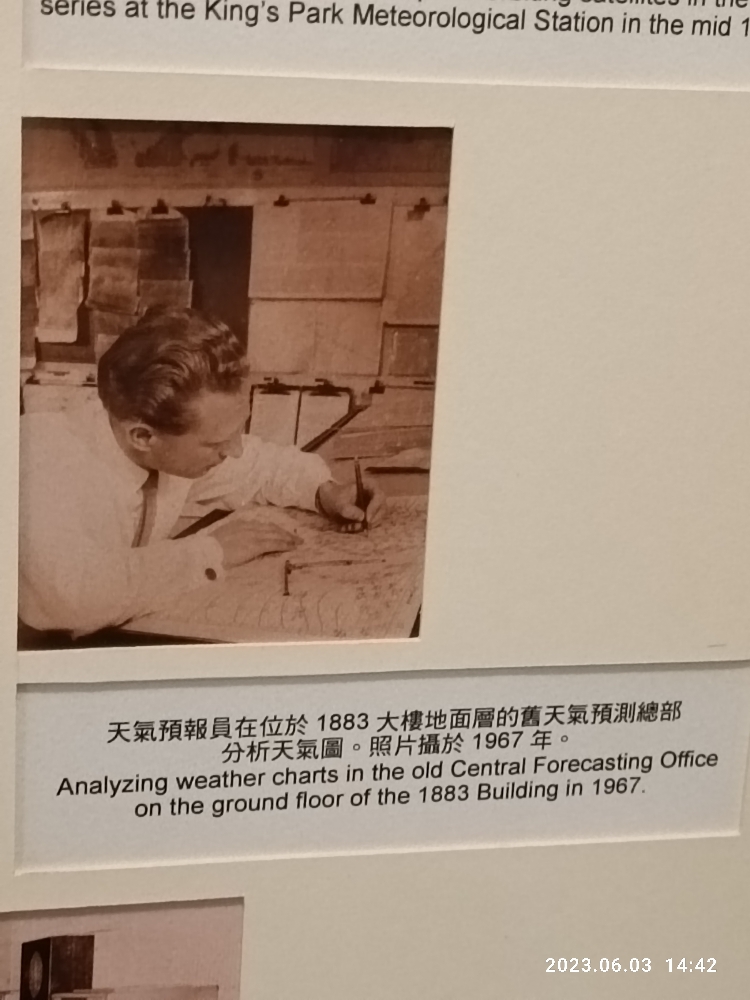 series at the King's Park Meteorological Station in the mid
天氣預報員在位於 1883 大樓地面層的舊天氣預測總部
分析天氣圖。照片攝於 1967 年。
Analyzing weather charts in the old Central Forecasting Office
on the ground floor of the 1883 Building in 1967.
2023.06.03 14:42